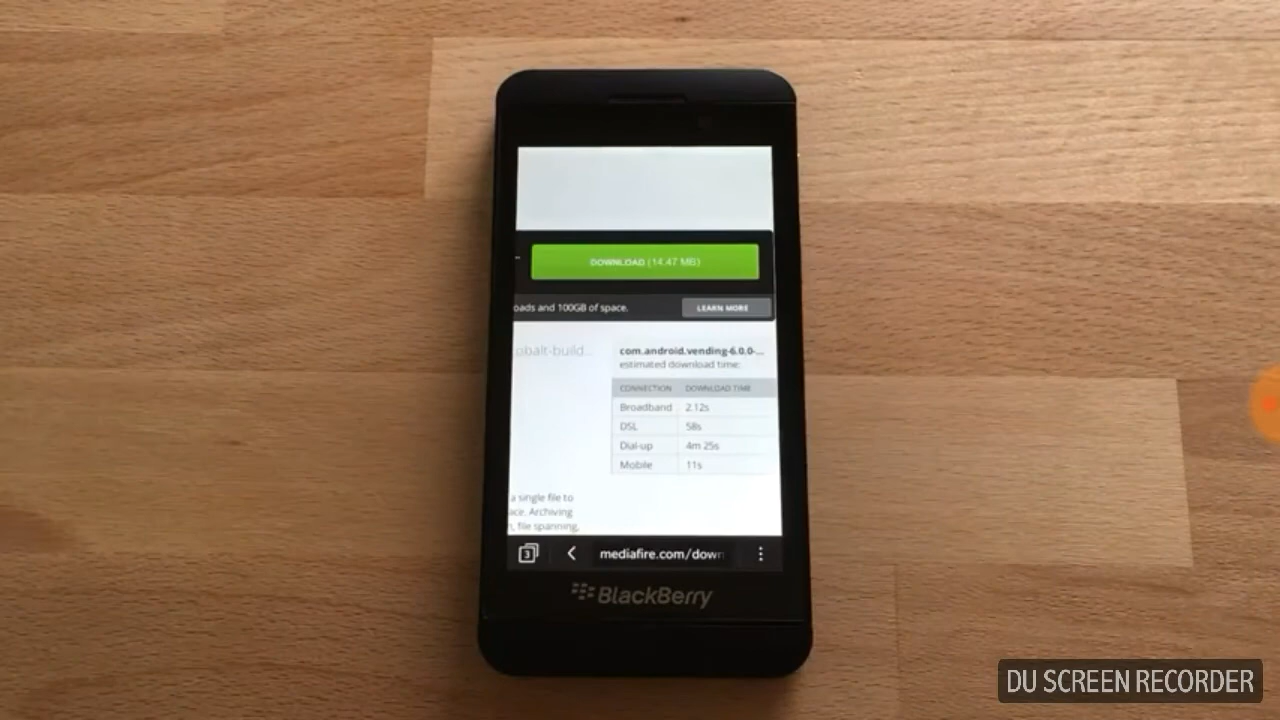 DOWNLOAD (14.47 MB)
oads and 100GB of space.
LEARN MORE
obalt-build...
com.android.vending-6.0.0-...
estimated download time:
CONNECTION DOWNLOAD TIME
Broadband 2.12s
DSL 58s
Dial-up 4m 25s
Mobile 11s
a single file to
ace. Archiving
n, file spanning,
3
mediafire.com/down
BlackBerry
DU SCREEN RECORDER